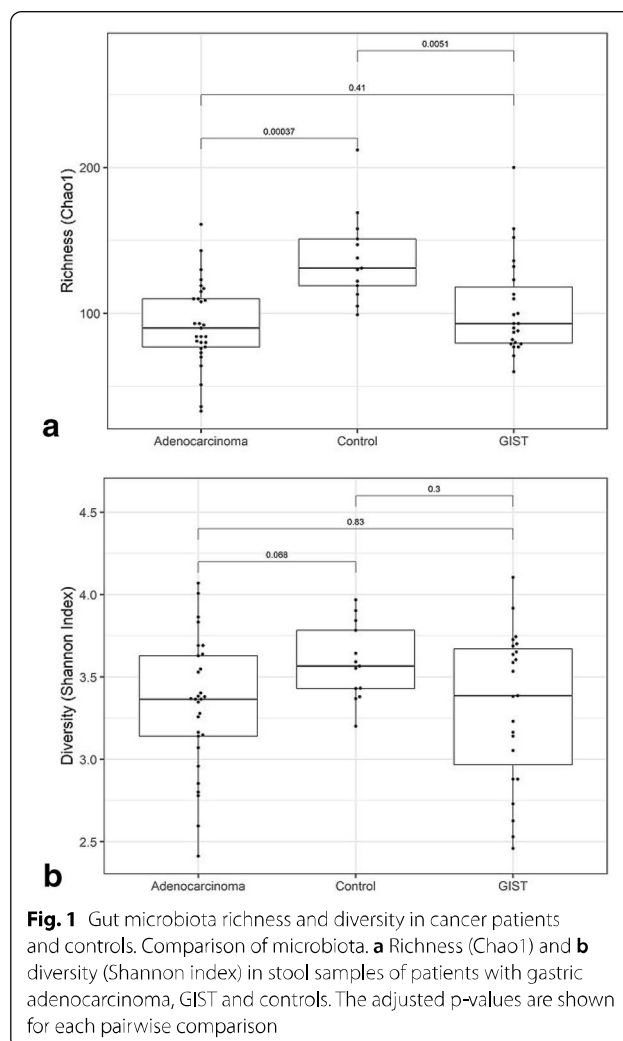 0.0051
0.41
0.00037
200
100
Richness (Chao1)
a
Adenocarcinoma Control GIST
0.3
4.5
0.83
0.068
4.0
3.5
3.0
2.5
Diversity (Shannon Index)
b
Adenocarcinoma Control GIST
Fig. 1 Gut microbiota richness and diversity in cancer patients
and controls. Comparison of microbiota. a Richness (Chao1) and b
diversity (Shannon index) in stool samples of patients with gastric
adenocarcinoma, GIST and controls. The adjusted p-values are shown
for each pairwise comparison